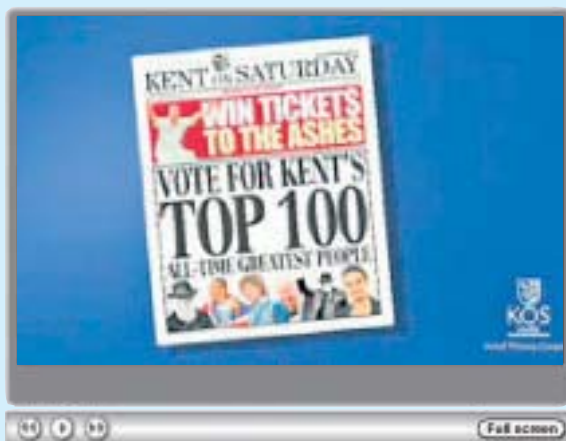 KENT ON SATURDAY
WIN TICKETS
TO THE ASHES
VOTE FOR KENT'S
TOP 100
ALL-TIME GREATEST PEOPLE
KOS
Full screen